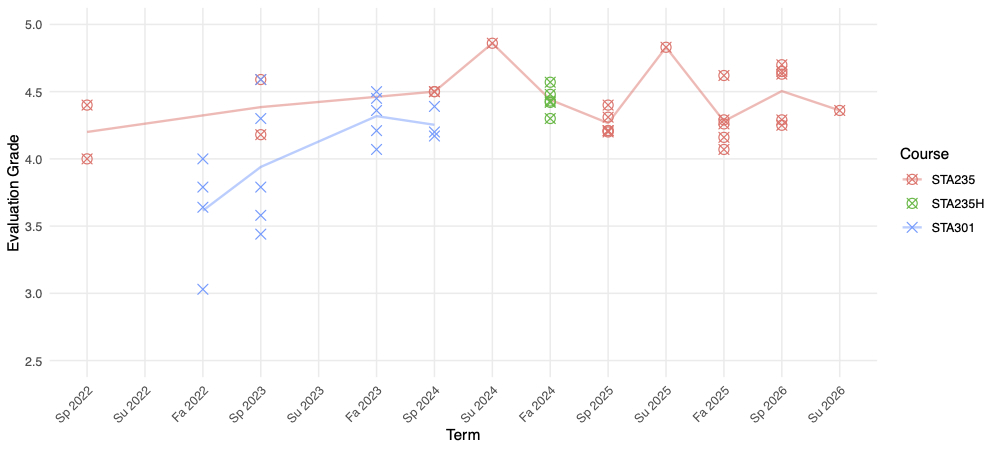 5.0
4.5
4.0
3.5
3.0
2.5
Evaluation Grade
Sp 2022
Su 2022
Fa 2022
Sp 2023
Su 2023
Fa 2023
Sp 2024
Su 2024
Fa 2024
Sp 2025
Su 2025
Fa 2025
Sp 2026
Su 2026
Term
Course
STA235
STA235H
STA301